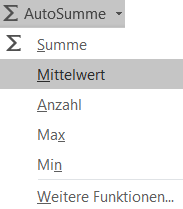 Σ AutoSumme
Σ Summe
Mittelwert
Anzahl
Max
Min
Weitere Funktionen...